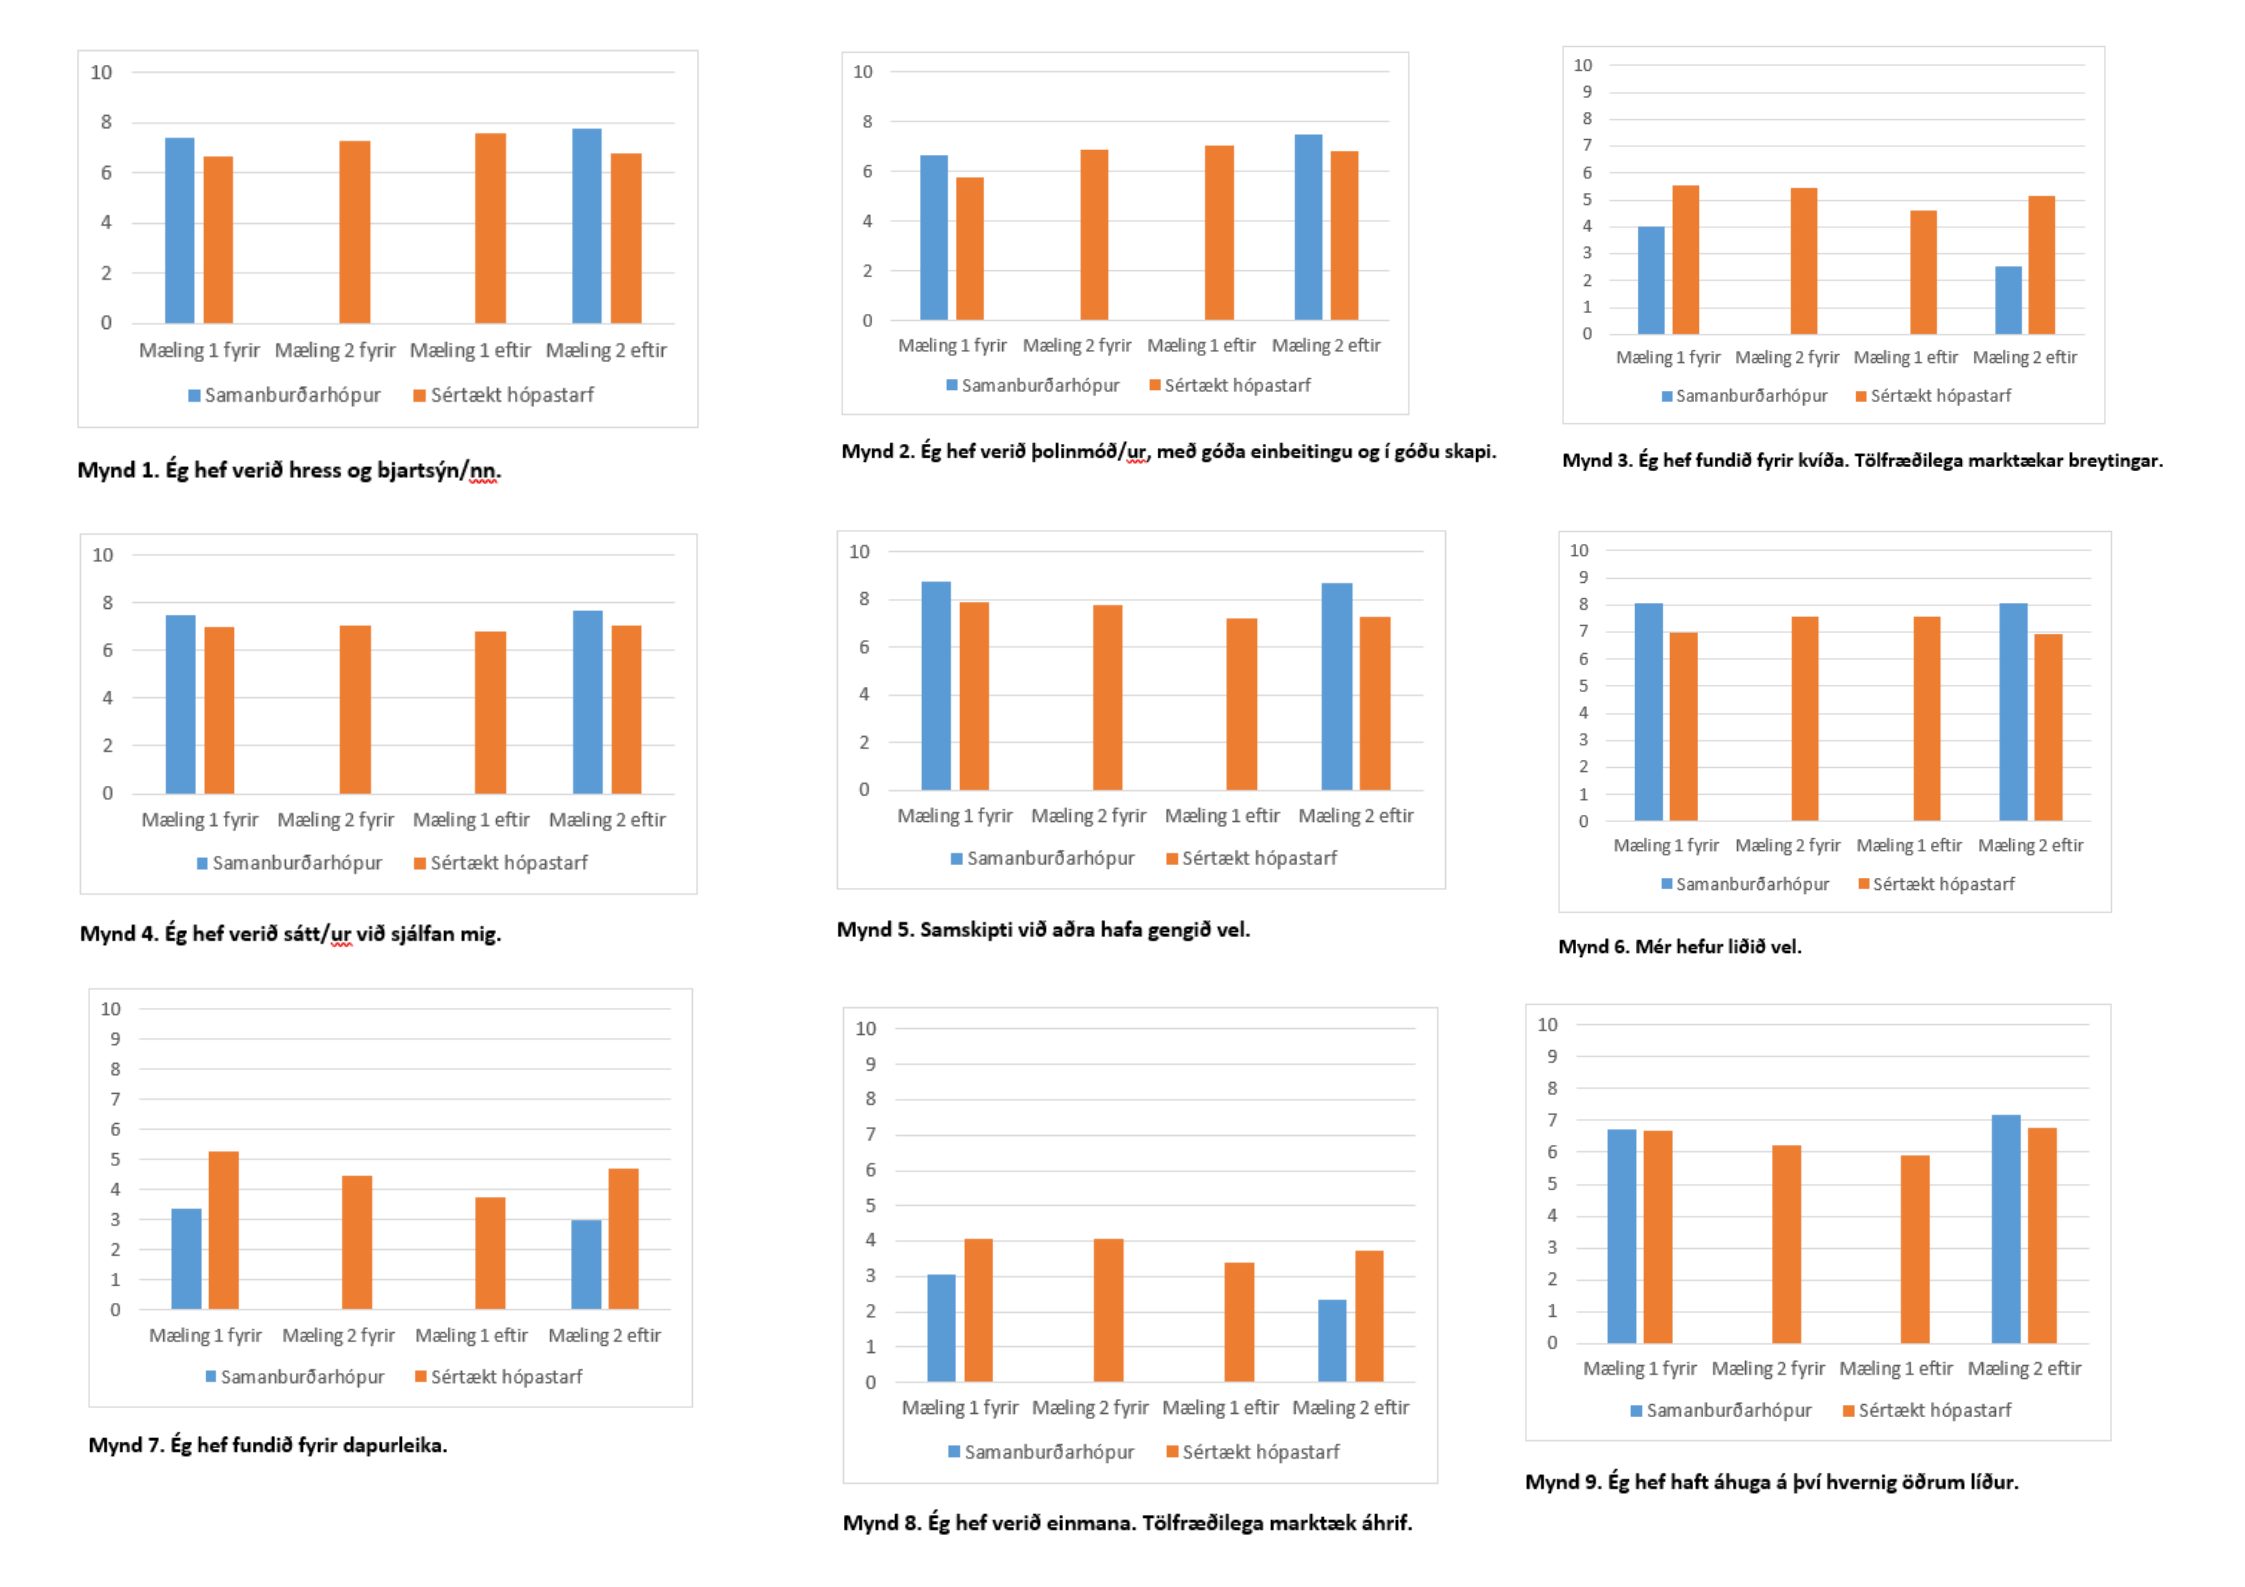 10
8
6
4
2
0
Mæling 1 fyrir Mæling 2 fyrir Mæling 1 eftir Mæling 2 eftir
Samanburðarhópur Sértækt hópastarf
Mynd 1. Ég hef verið hress og bjartsýn/nn.
10
8
6
4
2
0
Mæling 1 fyrir Mæling 2 fyrir Mæling 1 eftir Mæling 2 eftir
Samanburðarhópur Sértækt hópastarf
Mynd 2. Ég hef verið þolinmóð/ur, með góða einbeitingu og í góðu skapi.
10
9
8
7
6
5
4
3
2
1
0
Mæling 1 fyrir Mæling 2 fyrir Mæling 1 eftir Mæling 2 eftir
Samanburðarhópur Sértækt hópastarf
Mynd 3. Ég hef fundið fyrir kvíða. Tölfræðilega marktækar breytingar.
10
8
6
4
2
0
Mæling 1 fyrir Mæling 2 fyrir Mæling 1 eftir Mæling 2 eftir
Samanburðarhópur Sértækt hópastarf
Mynd 4. Ég hef verið sátt/ur við sjálfan mig.
10
8
6
4
2
0
Mæling 1 fyrir Mæling 2 fyrir Mæling 1 eftir Mæling 2 eftir
Samanburðarhópur Sértækt hópastarf
Mynd 5. Samskipti við aðra hafa gengið vel.
10
9
8
7
6
5
4
3
2
1
0
Mæling 1 fyrir Mæling 2 fyrir Mæling 1 eftir Mæling 2 eftir
Samanburðarhópur Sértækt hópastarf
Mynd 6. Mér hefur liðið vel.
10
9
8
7
6
5
4
3
2
1
0
Mæling 1 fyrir Mæling 2 fyrir Mæling 1 eftir Mæling 2 eftir
Samanburðarhópur Sértækt hópastarf
Mynd 7. Ég hef fundið fyrir dapurleika.
10
9
8
7
6
5
4
3
2
1
0
Mæling 1 fyrir Mæling 2 fyrir Mæling 1 eftir Mæling 2 eftir
Samanburðarhópur Sértækt hópastarf
Mynd 8. Ég hef verið einmana. Tölfræðilega marktæk áhrif.
10
9
8
7
6
5
4
3
2
1
0
Mæling 1 fyrir Mæling 2 fyrir Mæling 1 eftir Mæling 2 eftir
Samanburðarhópur Sértækt hópastarf
Mynd 9. Ég hef haft áhuga á því hvernig öðrum líður.